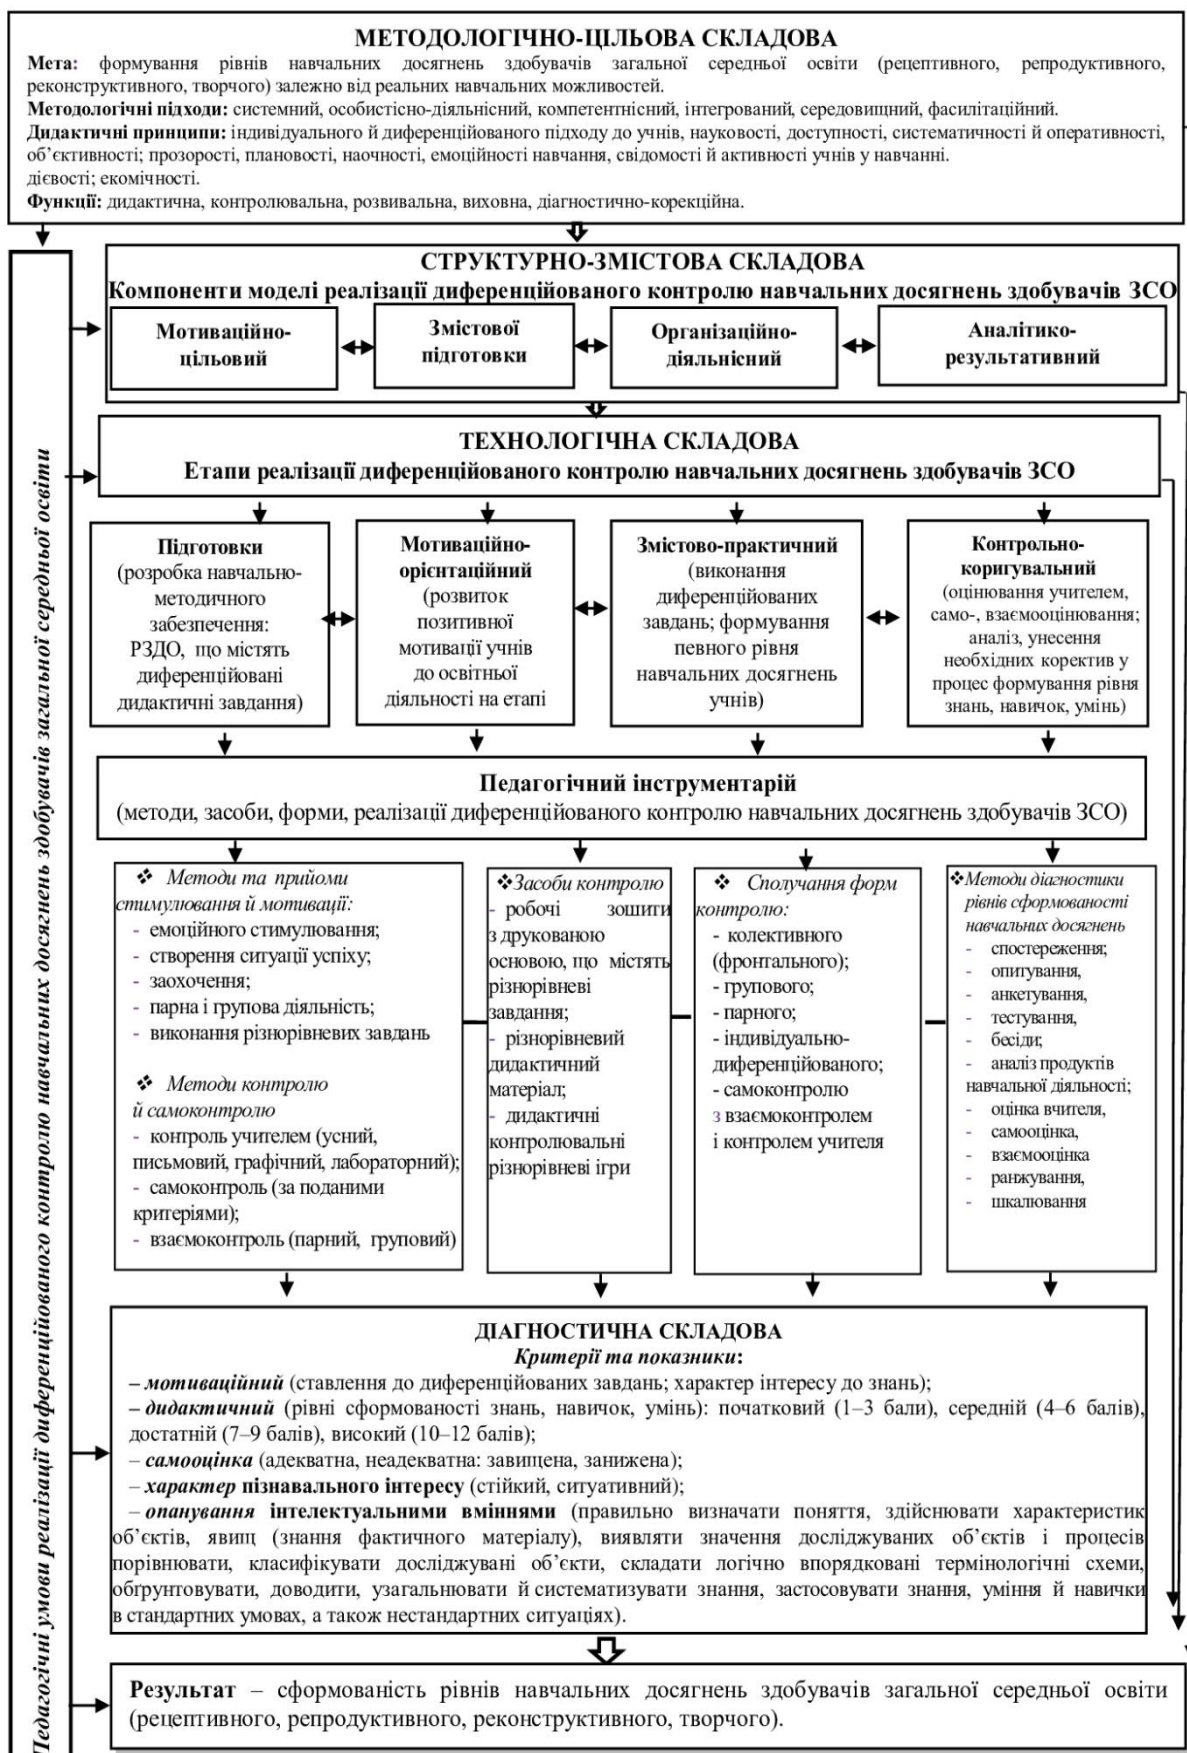 МЕТОДОЛОГІЧНО-ЦІЛЬОВА СКЛАДОВА
Мета: формування рівнів навчальних досягнень здобувачів загальної середньої освіти (рецептивного, репродуктивного,
реконструктивного, творчого) залежно від реальних навчальних можливостей.
Методологічні підходи: системний, особистісно-діяльнісний, компетентнісний, інтегрований, середовищний, фасилітаційний.
Дидактичні принципи: індивідуального й диференційованого підходу до учнів, науковості, доступності, систематичності й оперативності,
об’єктивності; прозорості, плановості, наочності, емоційності навчання, свідомості й активності учнів у навчанні.
дієвості; екомічності.
Функції: дидактична, контролювальна, розвивальна, виховна, діагностично-корекційна.
Педагогічні умови реалізації диференційованого контролю навчальних досягнень здобувачів загальної середньої освіти
СТРУКТУРНО-ЗМІСТОВА СКЛАДОВА
Компоненти моделі реалізації диференційованого контролю навчальних досягнень здобувачів ЗСО
Мотиваційно-
цільовий
Змістової
підготовки
Організаційно-
діяльнісний
Аналітико-
результативний
ТЕХНОЛОГІЧНА СКЛАДОВА
Етапи реалізації диференційованого контролю навчальних досягнень здобувачів ЗСО
Підготовки
(розробка навчально-
методичного
забезпечення:
РЗДО, що містять
диференційовані
дидактичні завдання)
Мотиваційно-
орієнтаційний
(розвиток
позитивної
мотивації учнів
до освітньої
діяльності на етапі
Змістово-практичний
(виконання
диференційованих
завдань; формування
певного рівня
навчальних досягнень
учнів)
Контрольно-
коригувальний
(оцінювання учителем,
само-, взаємооцінювання;
аналіз, унесення
необхідних коректив у
процес формування рівня
знань, навичок, умінь)
Педагогічний інструментарій
(методи, засоби, форми, реалізації диференційованого контролю навчальних досягнень здобувачів ЗСО)
❖ Методи та прийоми
стимулювання й мотивації:
- емоційного стимулювання;
- створення ситуації успіху;
- заохочення;
- парна і групова діяльність;
- виконання різнорівневих завдань
❖ Методи контролю
й самоконтролю
- контроль учителем (усний,
письмовий, графічний, лабораторний);
- самоконтроль (за поданими
критеріями);
- взаємоконтроль (парний, груповий)
❖ Засоби контролю
- робочі зошити
з друкованою
основою, що містять
різнорівневі
завдання;
- різнорівневий
дидактичний
матеріал;
- дидактичні
контролювальні
різнорівневі ігри
❖ Сполучання форм
контролю:
- колективного
(фронтального);
- групового;
- парного;
- індивідуально-
диференційованого;
- самоконтролю
з взаємоконтролем
і контролем учителя
❖ Методи діагностики
рівнів сформованості
навчальних досягнень
- спостереження;
- опитування,
- анкетування,
- тестування,
- бесіди;
- аналіз продуктів
навчальної діяльності;
- оцінка вчителя,
- самооцінка,
- взаємооцінка
- ранжування,
- шкалювання
ДІАГНОСТИЧНА СКЛАДОВА
Критерії та показники:
– мотиваційний (ставлення до диференційованих завдань; характер інтересу до знань);
– дидактичний (рівні сформованості знань, навичок, умінь): початковий (1–3 бали), середній (4–6 балів),
достатній (7–9 балів), високий (10–12 балів);
– самооцінка (адекватна, неадекватна: завищена, занижена);
– характер пізнавального інтересу (стійкий, ситуативний);
– опанування інтелектуальними вміннями (правильно визначати поняття, здійснювати характеристик
об’єктів, явищ (знання фактичного матеріалу), виявляти значення досліджуваних об’єктів і процесів
порівнювати, класифікувати досліджувані об’єкти, складати логічно впорядковані термінологічні схеми,
обґрунтовувати, доводити, узагальнювати й систематизувати знання, застосовувати знання, уміння й навички
в стандартних умовах, а також нестандартних ситуаціях).
Результат – сформованість рівнів навчальних досягнень здобувачів загальної середньої освіти
(рецептивного, репродуктивного, реконструктивного, творчого).